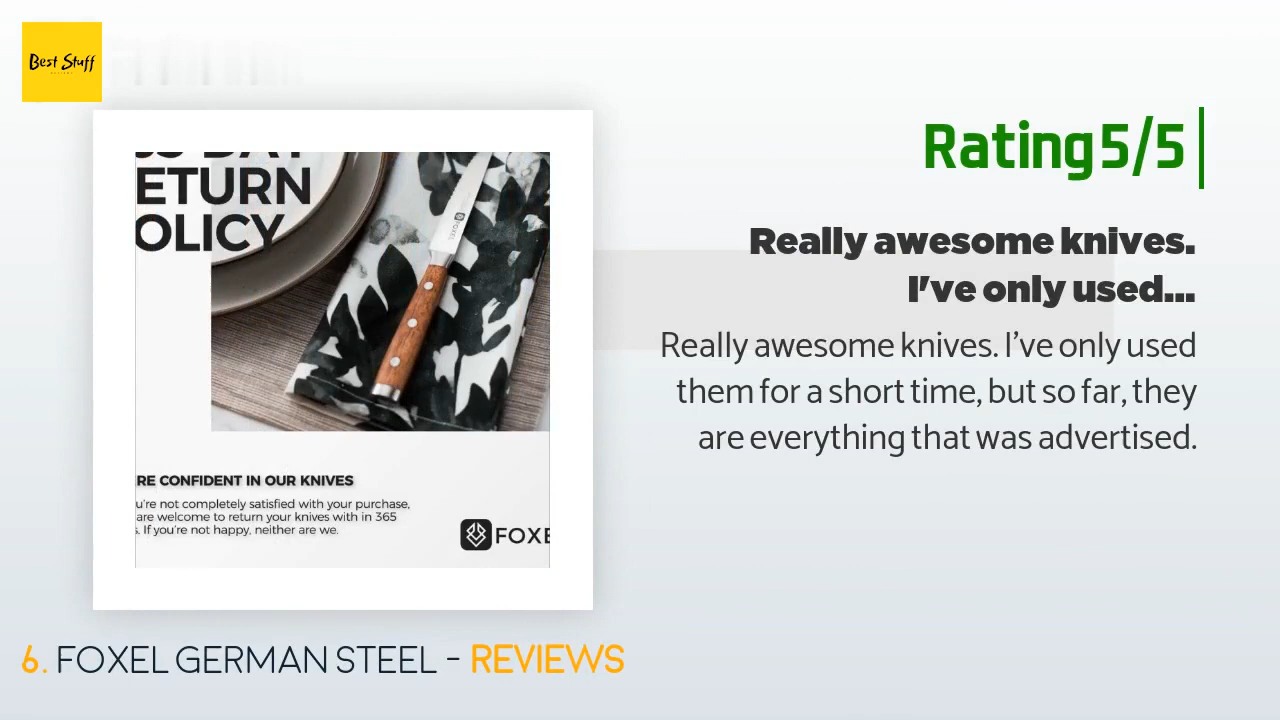 Best Stuff
Rating 5/5
ETURN
OLICY
FOXEL
RE CONFIDENT IN OUR KNIVES
u're not completely satisfied with your purchase,
are welcome to return your knives with in 365
s. If you're not happy, neither are we.
FOXE
Really awesome knives.
I've only used...
Really awesome knives. I've only used
them for a short time, but so far, they
are everything that was advertised.
6. FOXEL GERMAN STEEL - REVIEWS